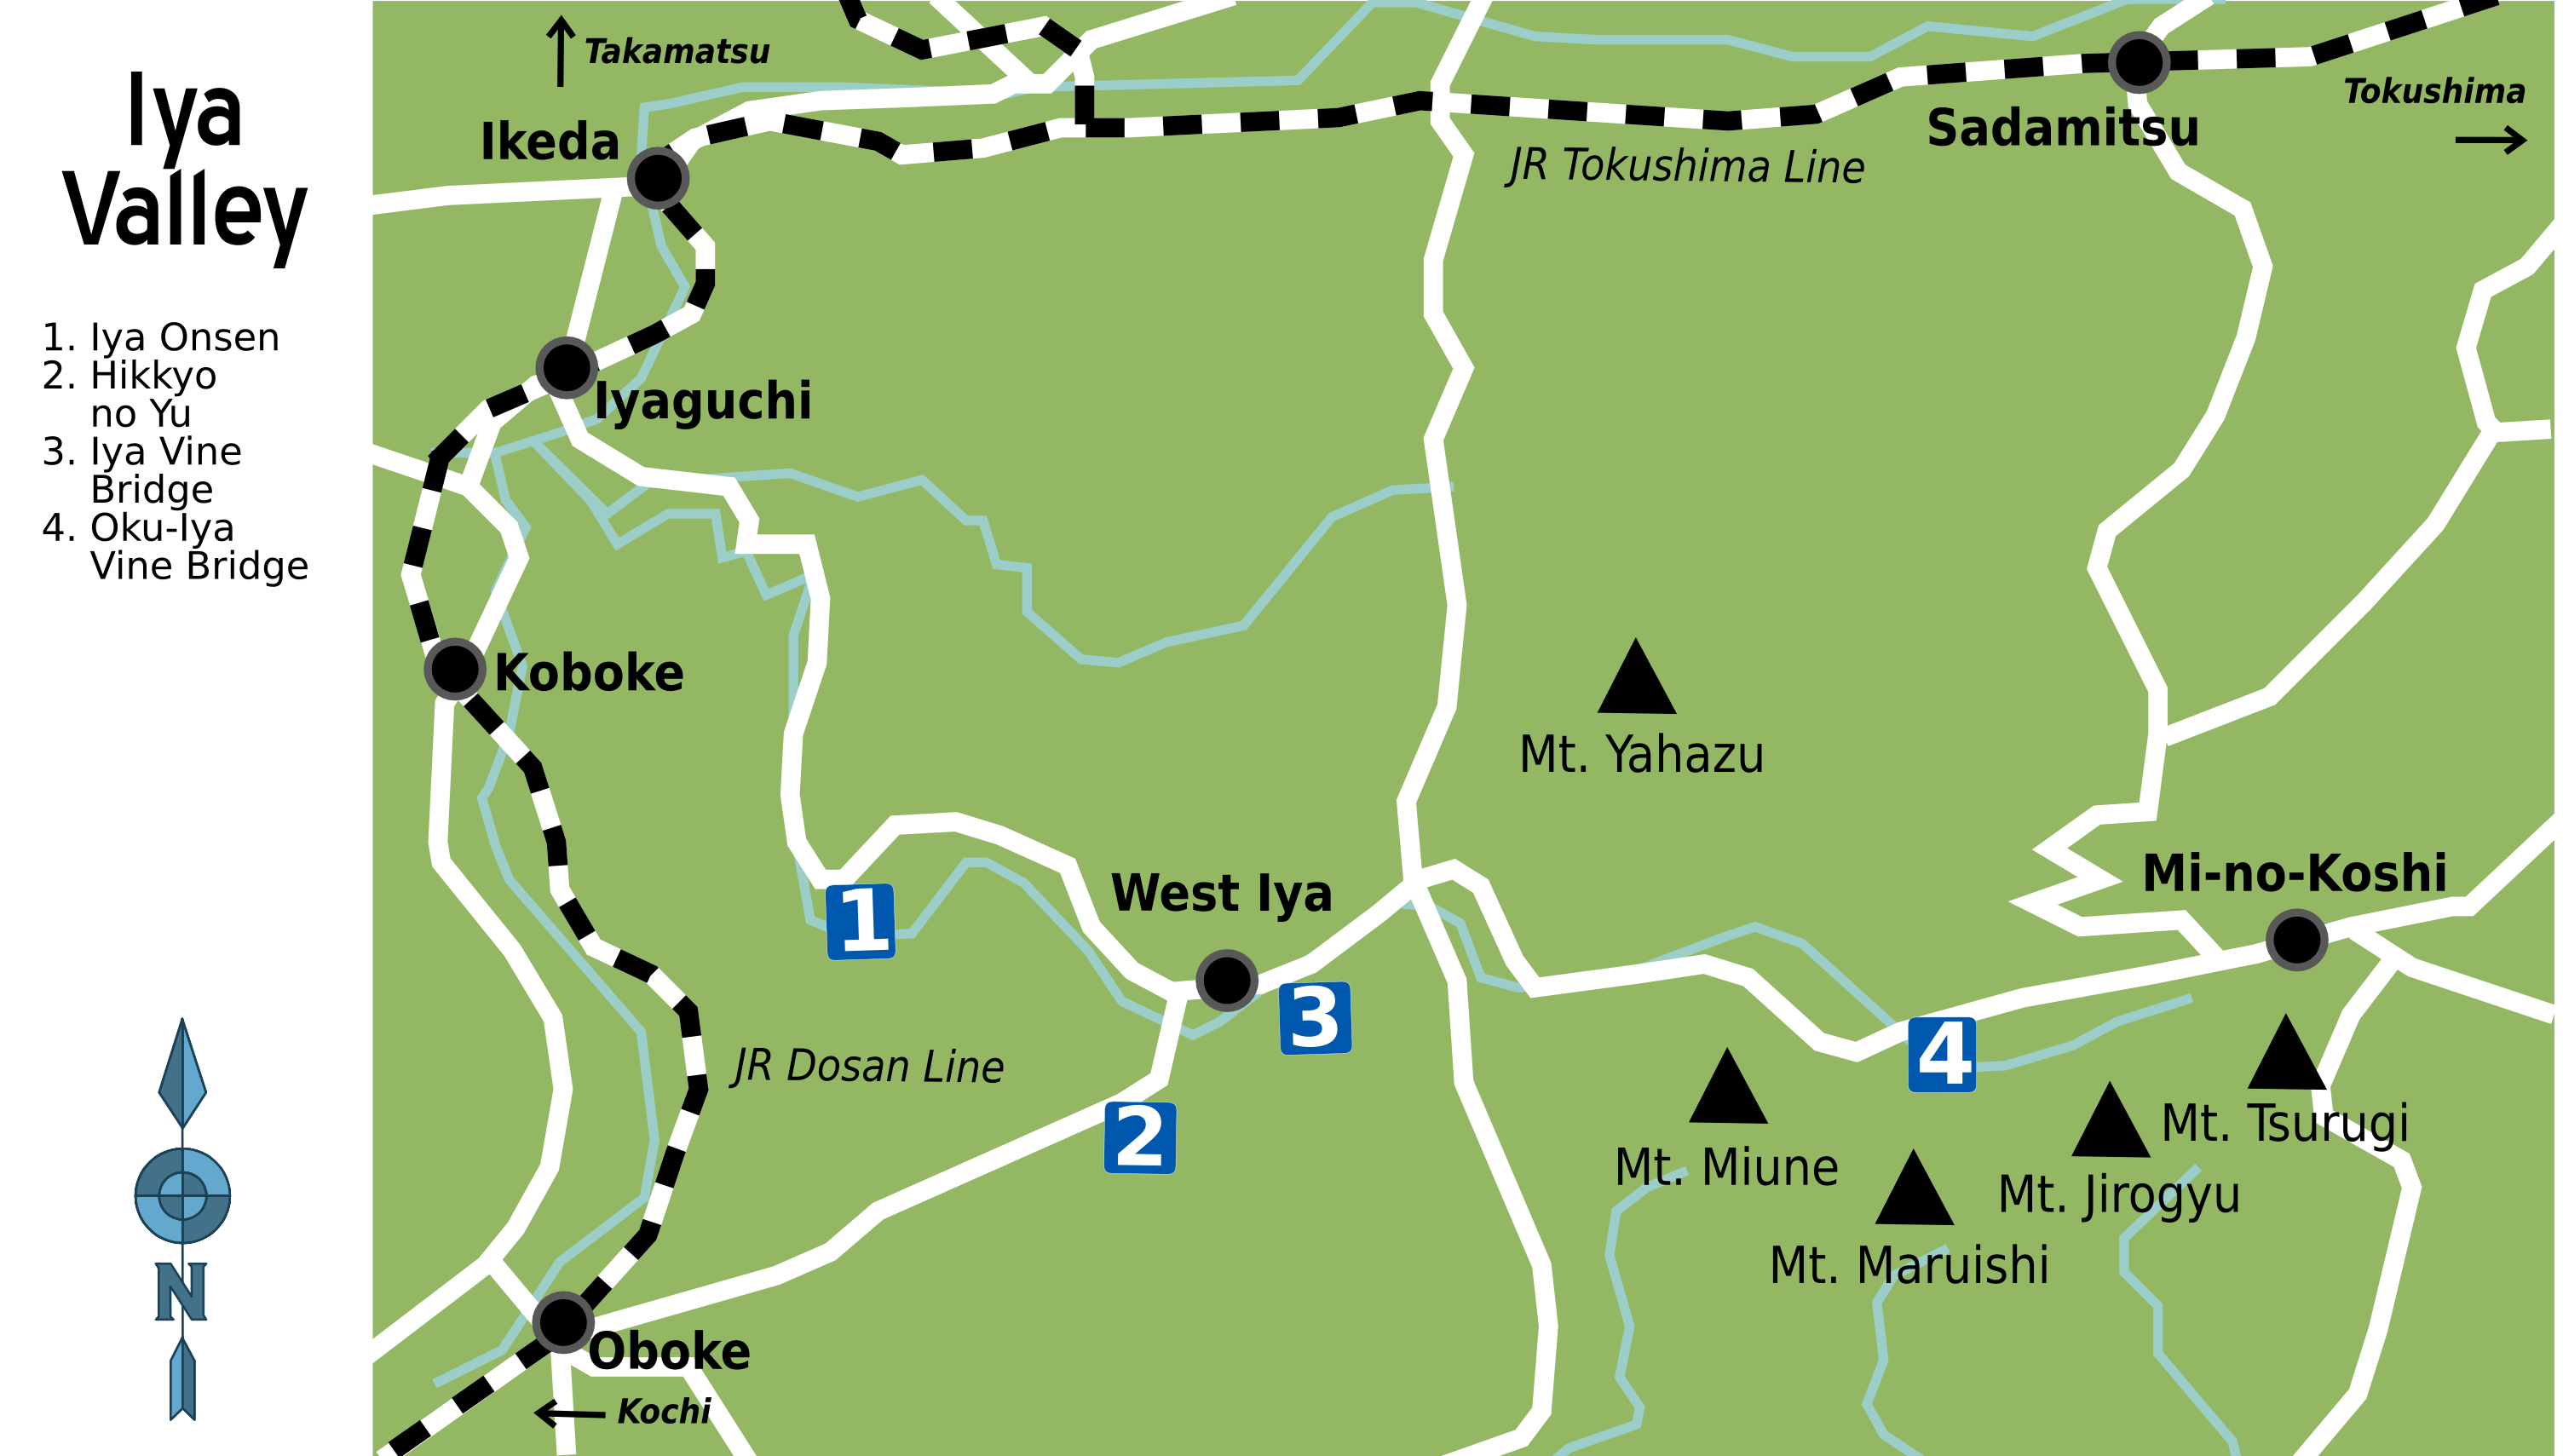 Iya
Valley
1. Iya Onsen
2. Hikkyo
no Yu
3. Iya Vine
Bridge
4. Oku-Iya
Vine Bridge
N
Takamatsu
Ikeda
Sadamitsu
Tokushima
JR Tokushima Line
Iyaguchi
Koboke
Mt. Yahazu
West Iya
Mi-no-Koshi
1
3
4
2
JR Dosan Line
Mt. Miune
Mt. Tsurugi
Mt. Jirogyu
Mt. Maruishi
Oboke
Kochi